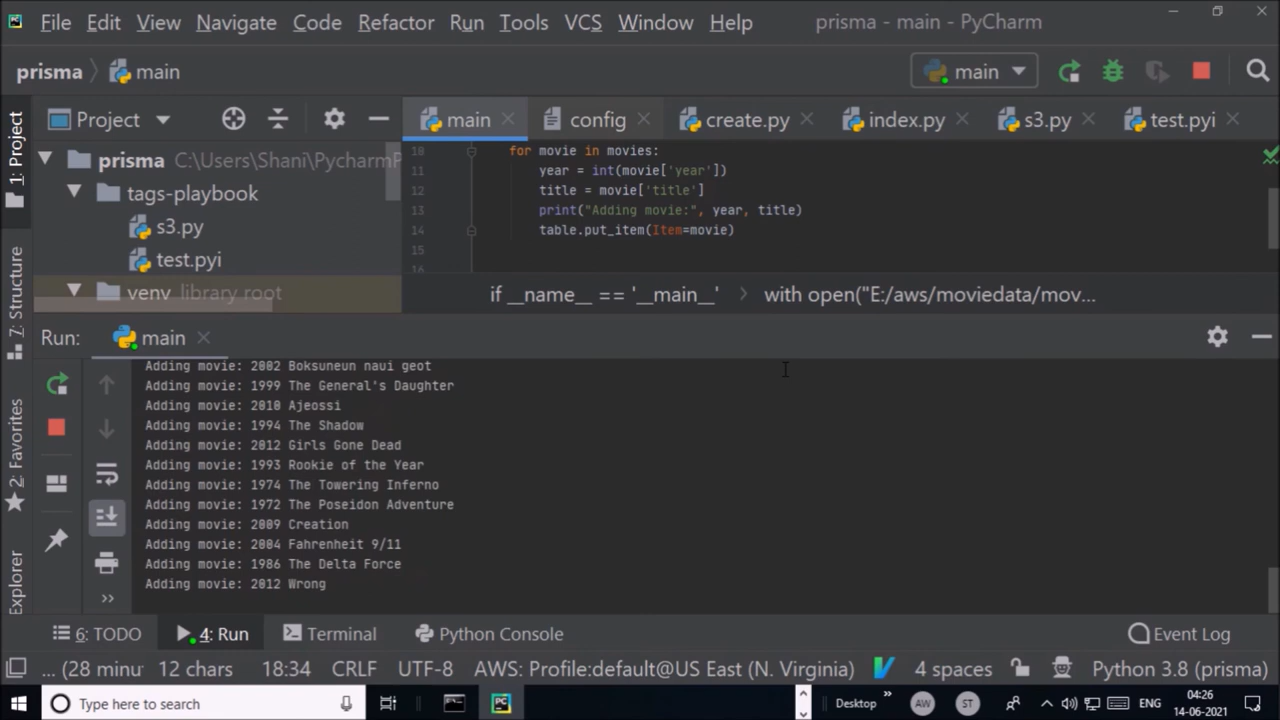 File Edit View Navigate Code Refactor Run Tools VCS Window Help prisma - main - PyCharm
prisma main main
1: Project
Project
main config create.py index.py s3.py test.pyi
prisma C:\Users\Shani\PycharmP
tags-playbook
s3.py
test.pyi
venv library root
10 for movie in movies:
11 year = int(movie['year'])
12 title = movie['title']
13 print("Adding movie:", year, title)
14 table.put_item(Item=movie)
15
16
if __name__ == '__main__' with open("E:/aws/moviedata/mov...
7: Structure
2: Favorites
Explorer
Run: main
Adding movie: 2002 Boksuneun naui geot
Adding movie: 1999 The General's Daughter
Adding movie: 2010 Ajeossi
Adding movie: 1994 The Shadow
Adding movie: 2012 Girls Gone Dead
Adding movie: 1993 Rookie of the Year
Adding movie: 1974 The Towering Inferno
Adding movie: 1972 The Poseidon Adventure
Adding movie: 2009 Creation
Adding movie: 2004 Fahrenheit 9/11
Adding movie: 1986 The Delta Force
Adding movie: 2012 Wrong
6: TODO 4: Run Terminal Python Console Event Log
... (28 minu 12 chars 18:34 CRLF UTF-8 AWS: Profile:default@US East (N. Virginia) 4 spaces Python 3.8 (prisma)
Type here to search Desktop AW ST ENG 04:26
14-06-2021